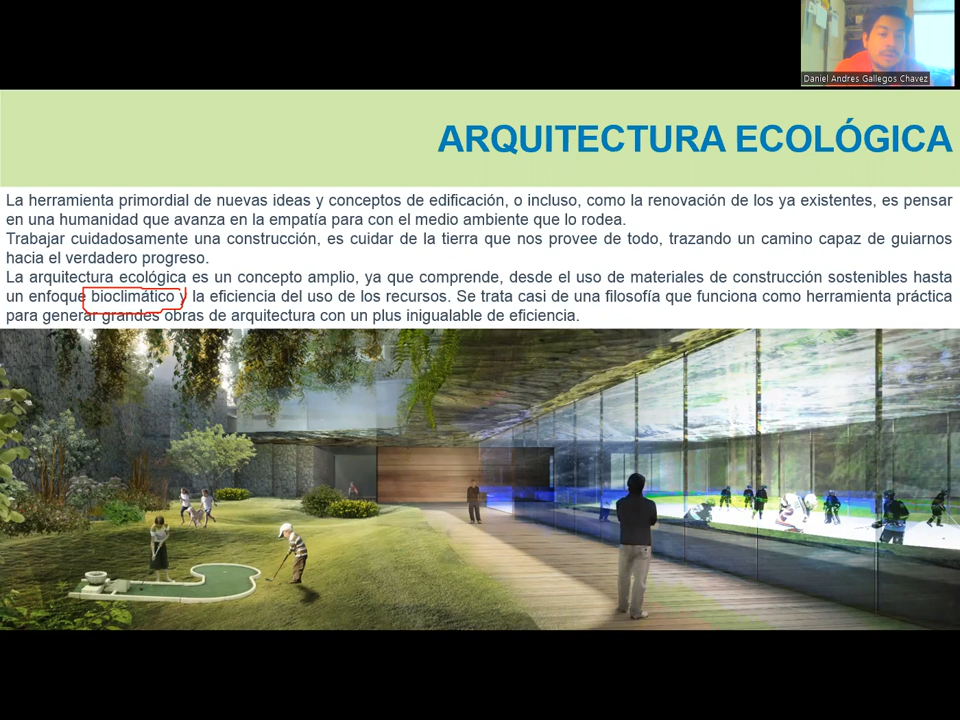 Daniel Andres Gallegos Chavez
ARQUITECTURA ECOLÓGICA
La herramienta primordial de nuevas ideas y conceptos de edificación, o incluso, como la renovación de los ya existentes, es pensar
en una humanidad que avanza en la empatía para con el medio ambiente que lo rodea.
Trabajar cuidadosamente una construcción, es cuidar de la tierra que nos provee de todo, trazando un camino capaz de guiarnos
hacia el verdadero progreso.
La arquitectura ecológica es un concepto amplio, ya que comprende, desde el uso de materiales de construcción sostenibles hasta
un enfoque bioclimático y la eficiencia del uso de los recursos. Se trata casi de una filosofía que funciona como herramienta práctica
para generar grandes obras de arquitectura con un plus inigualable de eficiencia.